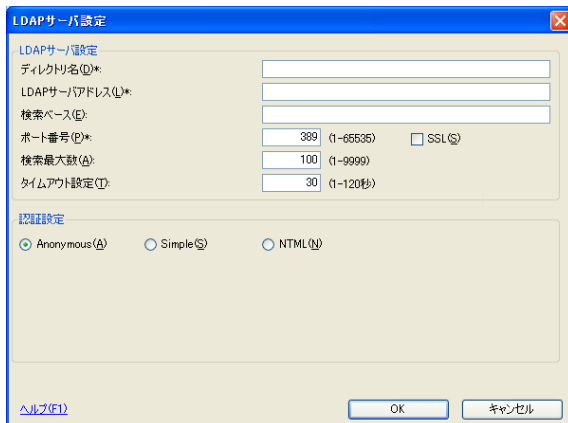 LDAPサーバ設定
LDAPサーバ設定
ディレクトリ名(D)*:
LDAPサーバアドレス(L)*:
検索ベース(E):
ポート番号(P)*: 389 (1-65535) SSL(S)
検索最大数(A): 100 (1-9999)
タイムアウト設定(T): 30 (1-120秒)
認証設定
Anonymous(A) Simple(S) NTML(N)
ヘルプ(F1) OK キャンセル